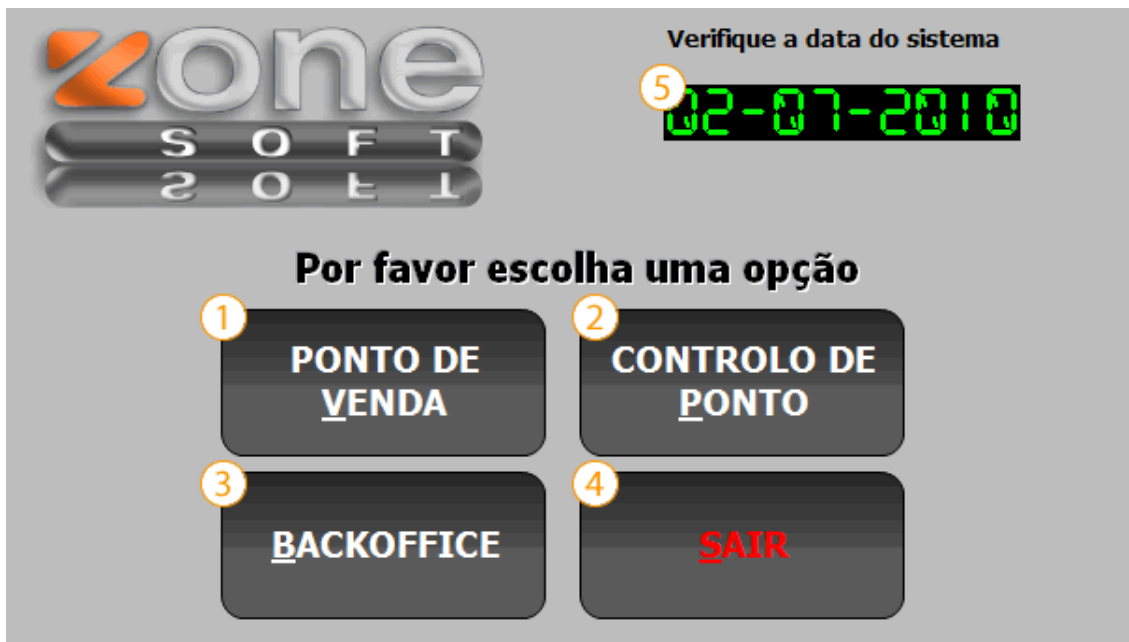 zone
SOFT
Verifique a data do sistema
5
02-07-2010
Por favor escolha uma opção
1
PONTO DE
VENDA
2
CONTROLO DE
PONTO
3
BACKOFFICE
4
SAIR